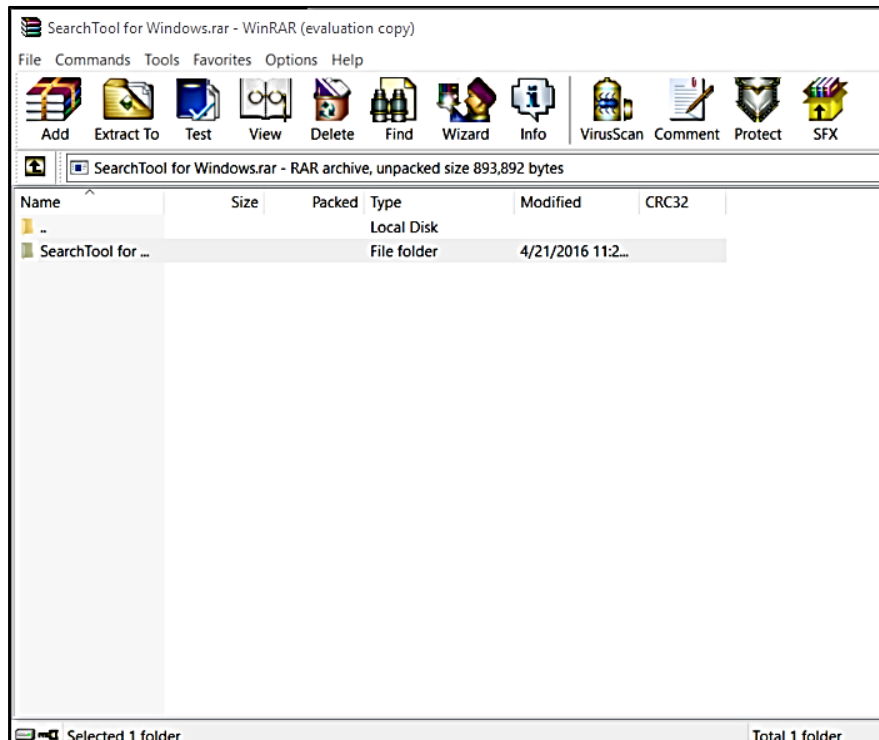 SearchTool for Windows.rar - WinRAR (evaluation copy)
File Commands Tools Favorites Options Help
Add Extract To Test View Delete Find Wizard Info VirusScan Comment Protect SFX
SearchTool for Windows.rar - RAR archive, unpacked size 893,892 bytes
Name Size Packed Type Modified CRC32
.. Local Disk
SearchTool for ... File folder 4/21/2016 11:2...
Selected 1 folder Total 1 folder